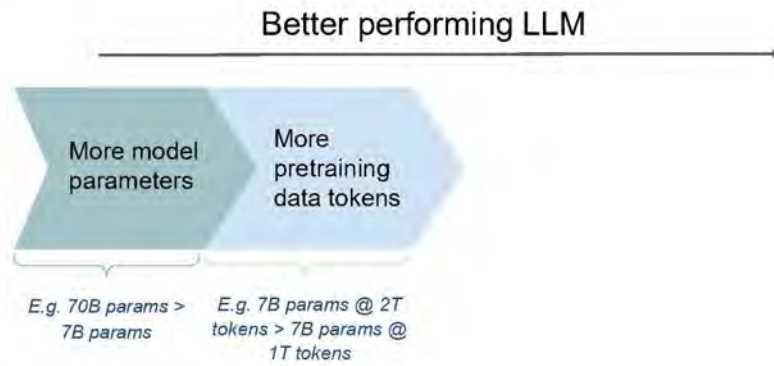 Better performing LLM
More model
parameters
More
pretraining
data tokens
E.g. 70B params >
7B params
E.g. 7B params @ 2T
tokens > 7B params @
1T tokens